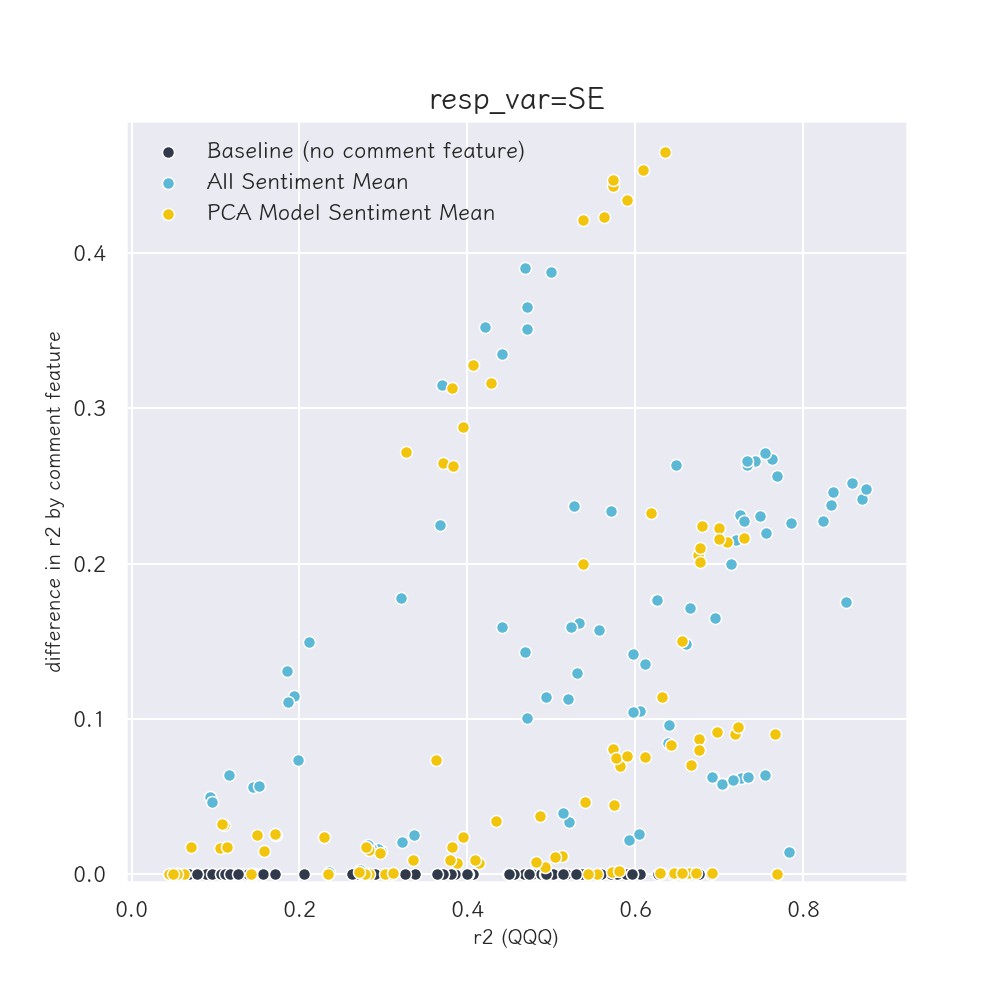 resp_var=SE
Baseline (no comment feature)
All Sentiment Mean
PCA Model Sentiment Mean
difference in r2 by comment feature
0.4
0.3
0.2
0.1
0.0
0.0 0.2 0.4 0.6 0.8
r2 (QQQ)